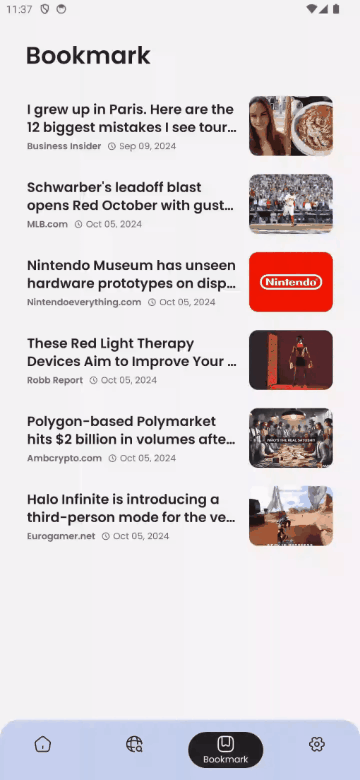 11:37
Bookmark
I grew up in Paris. Here are the
12 biggest mistakes I see tour...
Business Insider Sep 09, 2024
Schwarber's leadoff blast
opens Red October with gust...
MLB.com Oct 05, 2024
Nintendo Museum has unseen
hardware prototypes on disp...
Nintendoeverything.com Oct 05, 2024
Nintendo
These Red Light Therapy
Devices Aim to Improve Your ...
Robb Report Oct 05, 2024
Polygon-based Polymarket
hits $2 billion in volumes afte...
Ambcrypto.com Oct 05, 2024
Halo Infinite is introducing a
third-person mode for the ve...
Eurogamer.net Oct 05, 2024
Bookmark